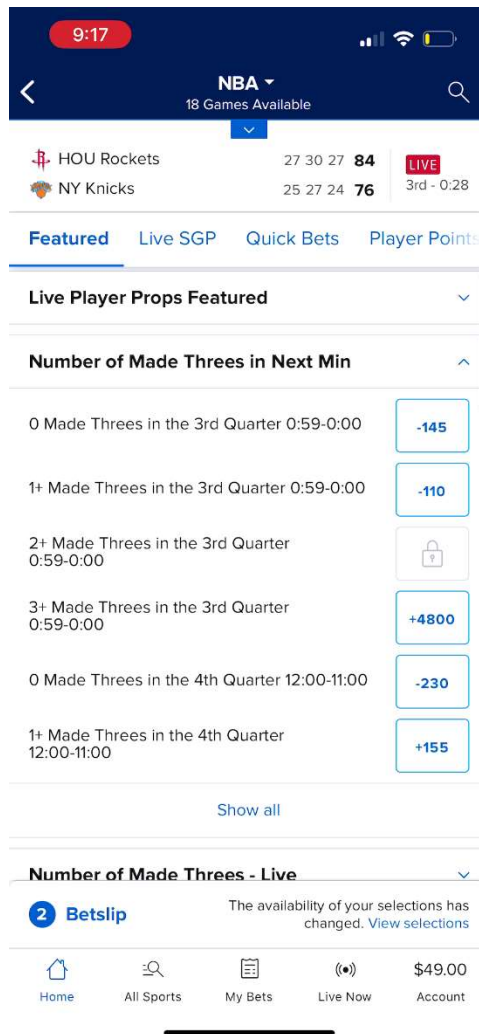 9:17
NBA
18 Games Available
HOU Rockets 27 30 27 84 LIVE
NY Knicks 25 27 24 76 3rd - 0:28
Featured Live SGP Quick Bets Player Points
Live Player Props Featured
Number of Made Threes in Next Min
0 Made Threes in the 3rd Quarter 0:59-0:00 -145
1+ Made Threes in the 3rd Quarter 0:59-0:00 -110
2+ Made Threes in the 3rd Quarter
0:59-0:00
3+ Made Threes in the 3rd Quarter
0:59-0:00 +4800
0 Made Threes in the 4th Quarter 12:00-11:00 -230
1+ Made Threes in the 4th Quarter
12:00-11:00 +155
Show all
Number of Made Threes - Live
2 Betslip
The availability of your selections has
changed. View selections
Home All Sports My Bets Live Now $49.00 Account